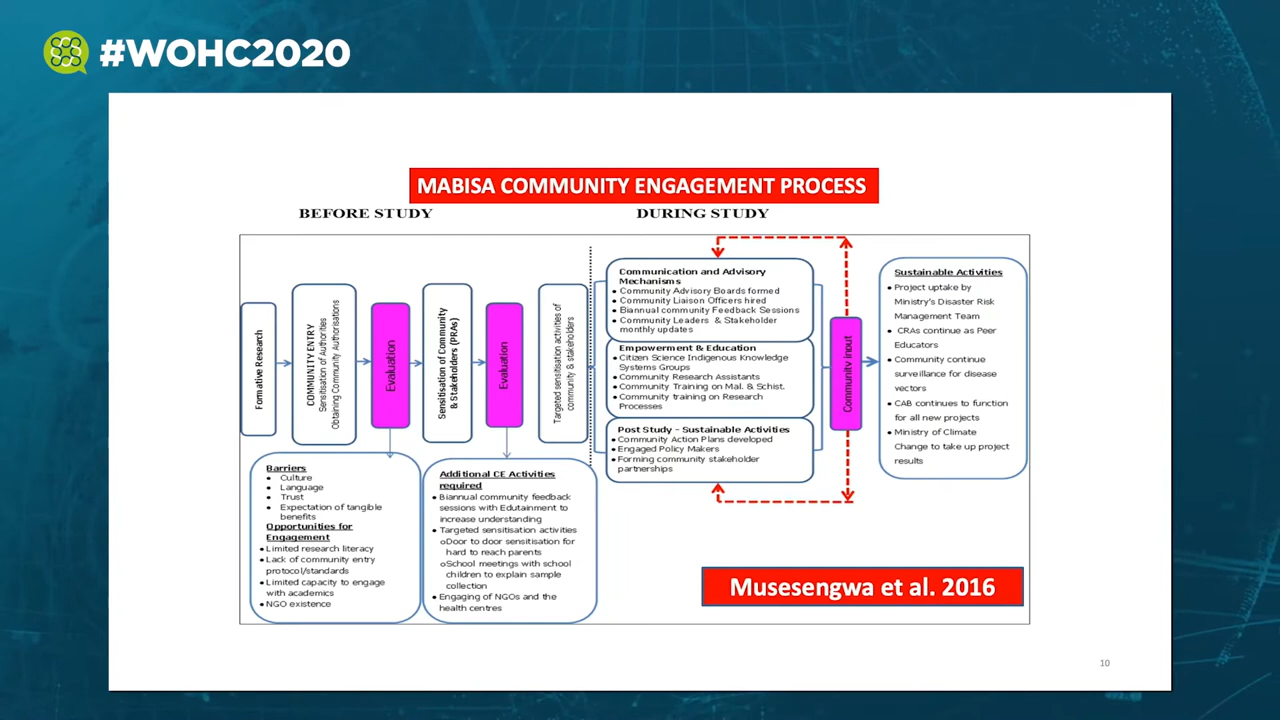 #WOHC2020
MABISA COMMUNITY ENGAGEMENT PROCESS
BEFORE STUDY
DURING STUDY
Formative Research
COMMUNITY ENTRY
Sensitisation of Authorities
Obtaining Community Authorisations
Evaluation
Sensitisation of Community
& Stakeholders (PRAs)
Evaluation
Targeted sensitisation activities of
community & stakeholders
Barriers
• Culture
• Language
• Trust
• Expectation of tangible
benefits
Opportunities for
Engagement
• Limited research literacy
• Lack of community entry
protocol/standards
• Limited capacity to engage
with academics
• NGO existence
Additional CE Activities
required
• Biannual community feedback
sessions with Edutainment to
increase understanding
• Targeted sensitisation activities
oDoor to door sensitisation for
hard to reach parents
oSchool meetings with school
children to explain sample
collection
• Engaging of NGOs and the
health centres
Communication and Advisory
Mechanisms
• Community Advisory Boards formed
• Community Liaison Officers hired
• Biannual community Feedback Sessions
• Community Leaders & Stakeholder
monthly updates
Empowerment & Education
• Citizen Science Indigenous Knowledge
Systems Groups
• Community Research Assistants
• Community Training on Mal. & Schist.
• Community training on Research
Processes
Post Study – Sustainable Activities
• Community Action Plans developed
• Engaged Policy Makers
• Forming community stakeholder
partnerships
Community input
Sustainable Activities
• Project uptake by
Ministry's Disaster Risk
Management Team
• CRAs continue as Peer
Educators
• Community continue
surveillance for disease
vectors
• CAB continues to function
for all new projects
• Ministry of Climate
Change to take up project
results
Musesengwa et al. 2016
10